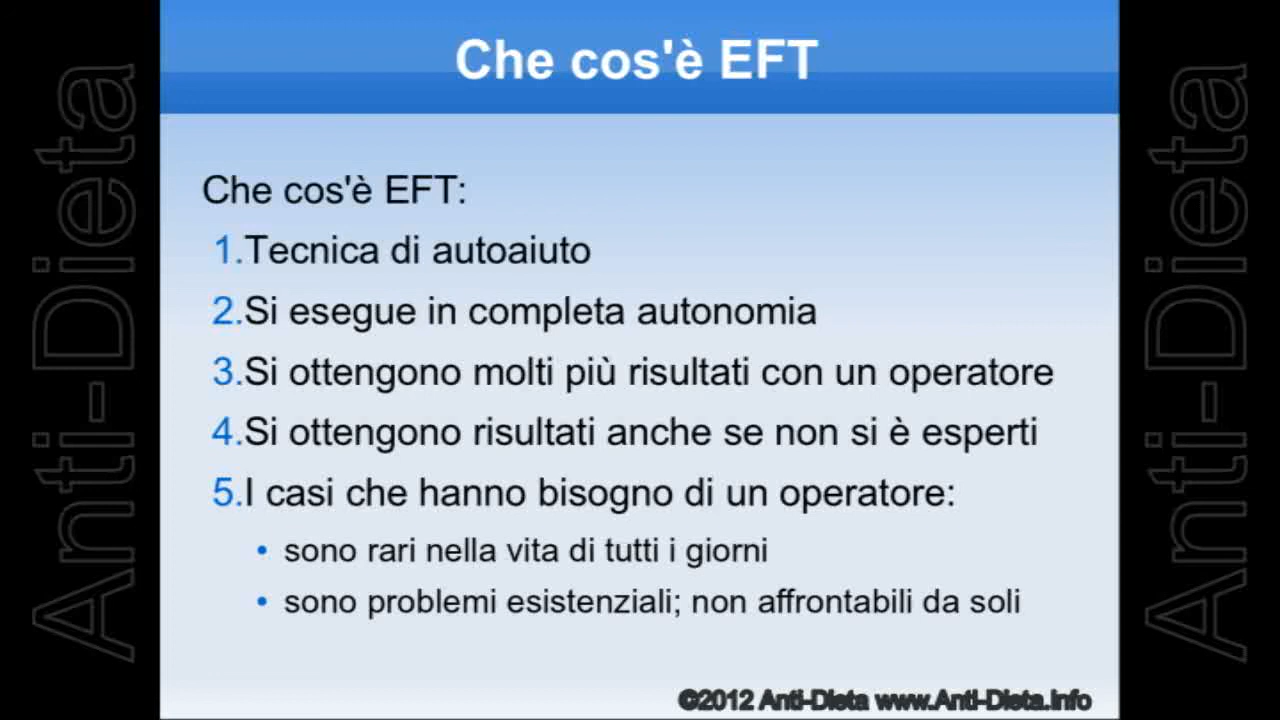 Che cos'è EFT
Che cos'è EFT:
1.Tecnica di autoaiuto
2.Si esegue in completa autonomia
3.Si ottengono molti più risultati con un operatore
4.Si ottengono risultati anche se non si è esperti
5.I casi che hanno bisogno di un operatore:
• sono rari nella vita di tutti i giorni
• sono problemi esistenziali; non affrontabili da soli
©2012 Anti-Dieta www.Anti-Dieta.info
Anti-Dieta
Anti-Dieta